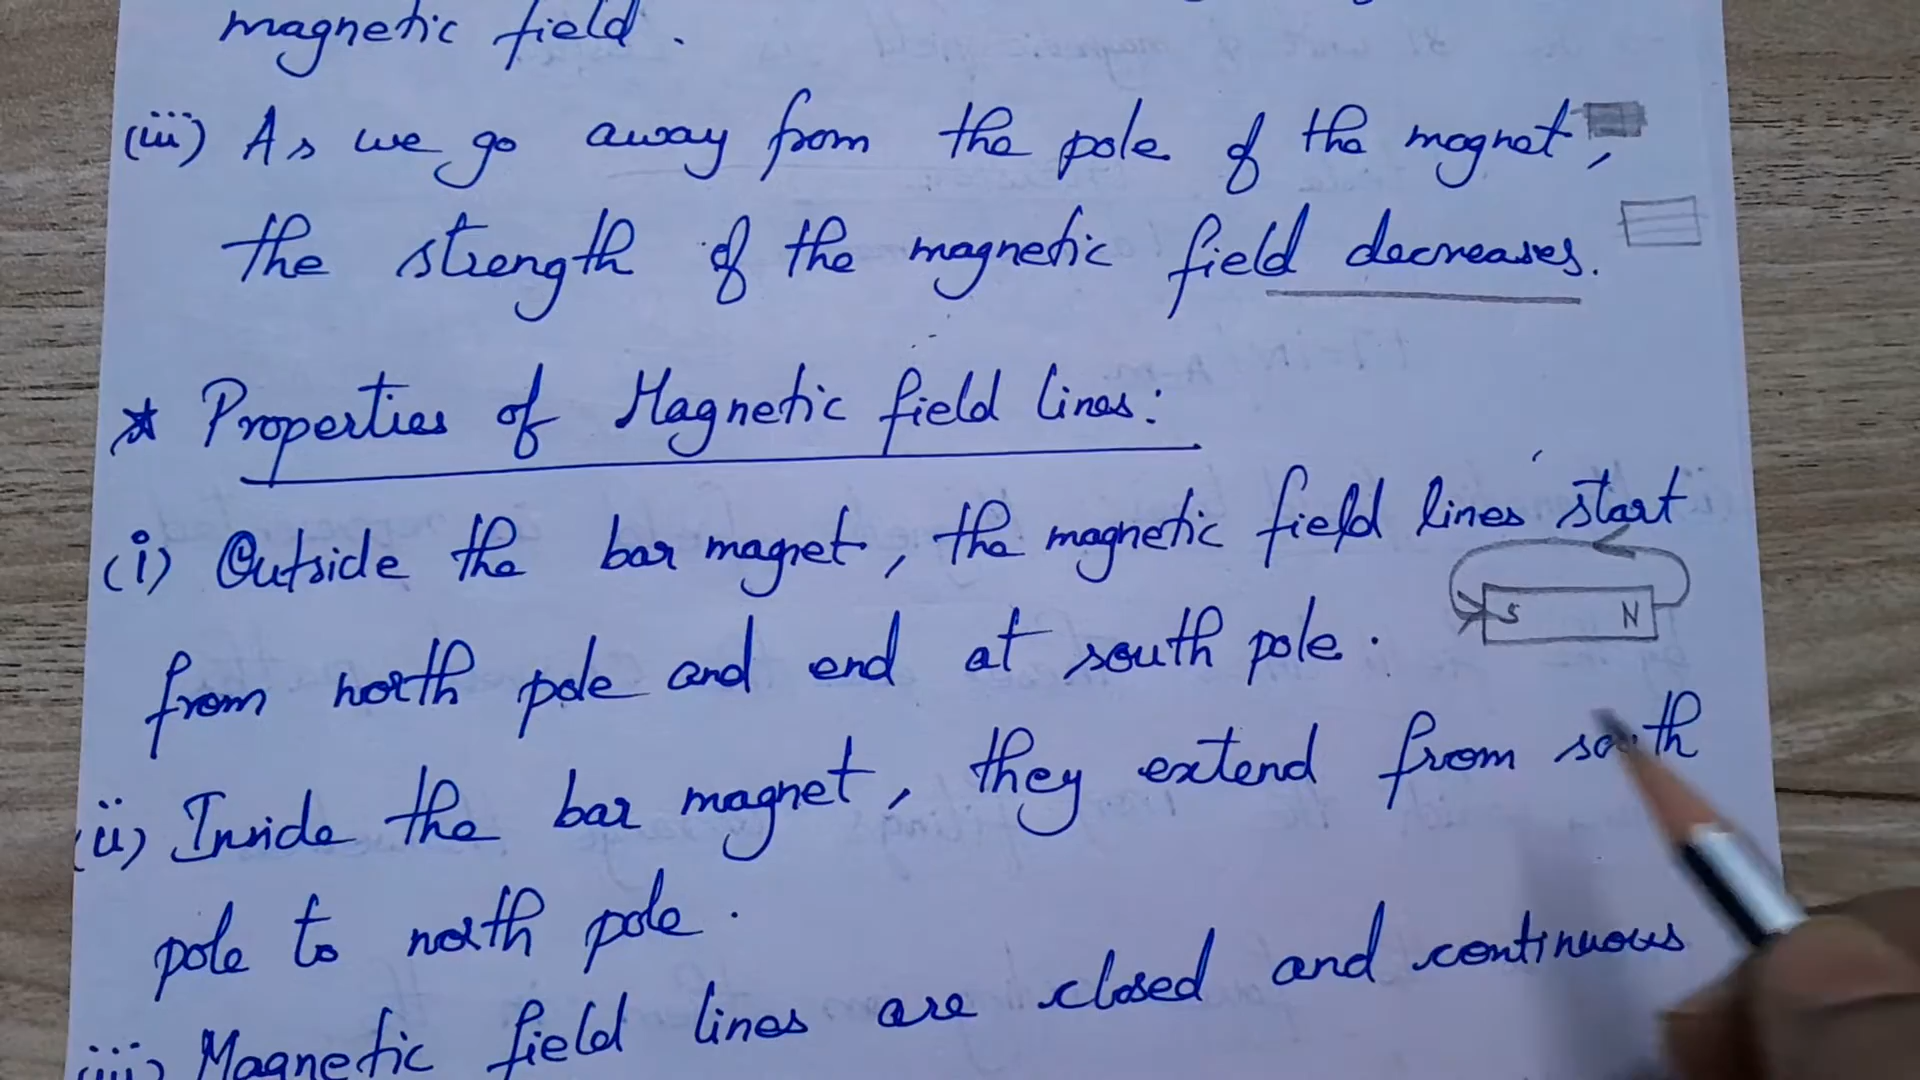 magnetic field.
(iii) As we go away from the pole of the magnet,
the strength of the magnetic field decreases.
* Properties of Magnetic field lines:
(i) Outside the bar magnet, the magnetic field lines start
from north pole and end at south pole.
S N
(ii) Inside the bar magnet, they extend from south
pole to north pole.
(iii) Magnetic field lines are closed and continuous